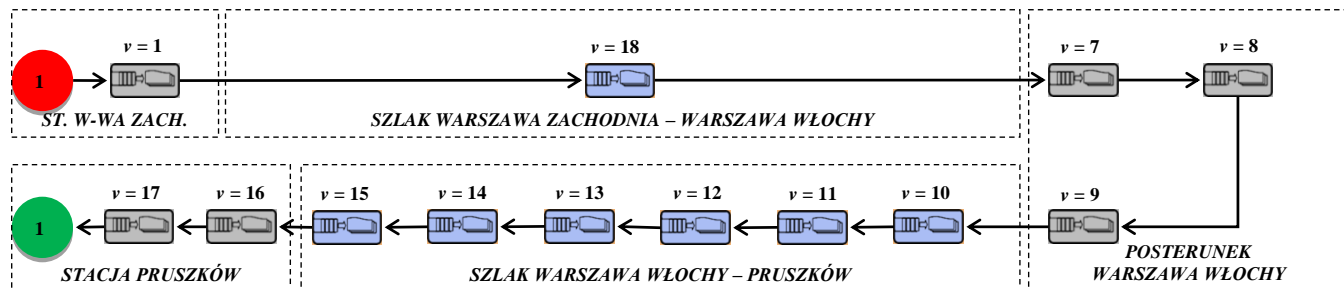 v = 1
v = 18
v = 7
v = 8
1
ST. W-WA ZACH.
SZLAK WARSZAWA ZACHODNIA – WARSZAWA WŁOCHY
v = 17
v = 16
v = 15
v = 14
v = 13
v = 12
v = 11
v = 10
v = 9
1
STACJA PRUSZKÓW
SZLAK WARSZAWA WŁOCHY – PRUSZKÓW
POSTERUNEK
WARSZAWA WŁOCHY